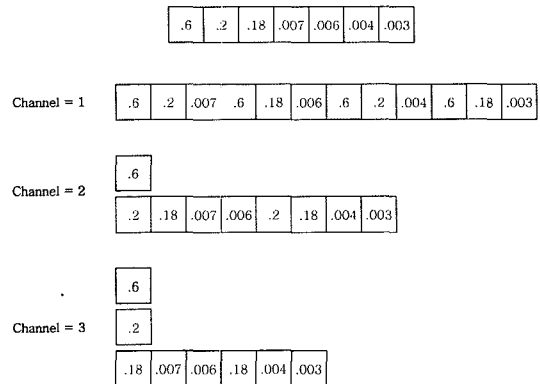 .6 .2 .18 .007 .006 .004 .003
Channel = 1 .6 .2 .007 .6 .18 .006 .6 .2 .004 .6 .18 .003
.6
Channel = 2
.2 .18 .007 .006 .2 .18 .004 .003
.6
Channel = 3 .2
.18 .007 .006 .18 .004 .003